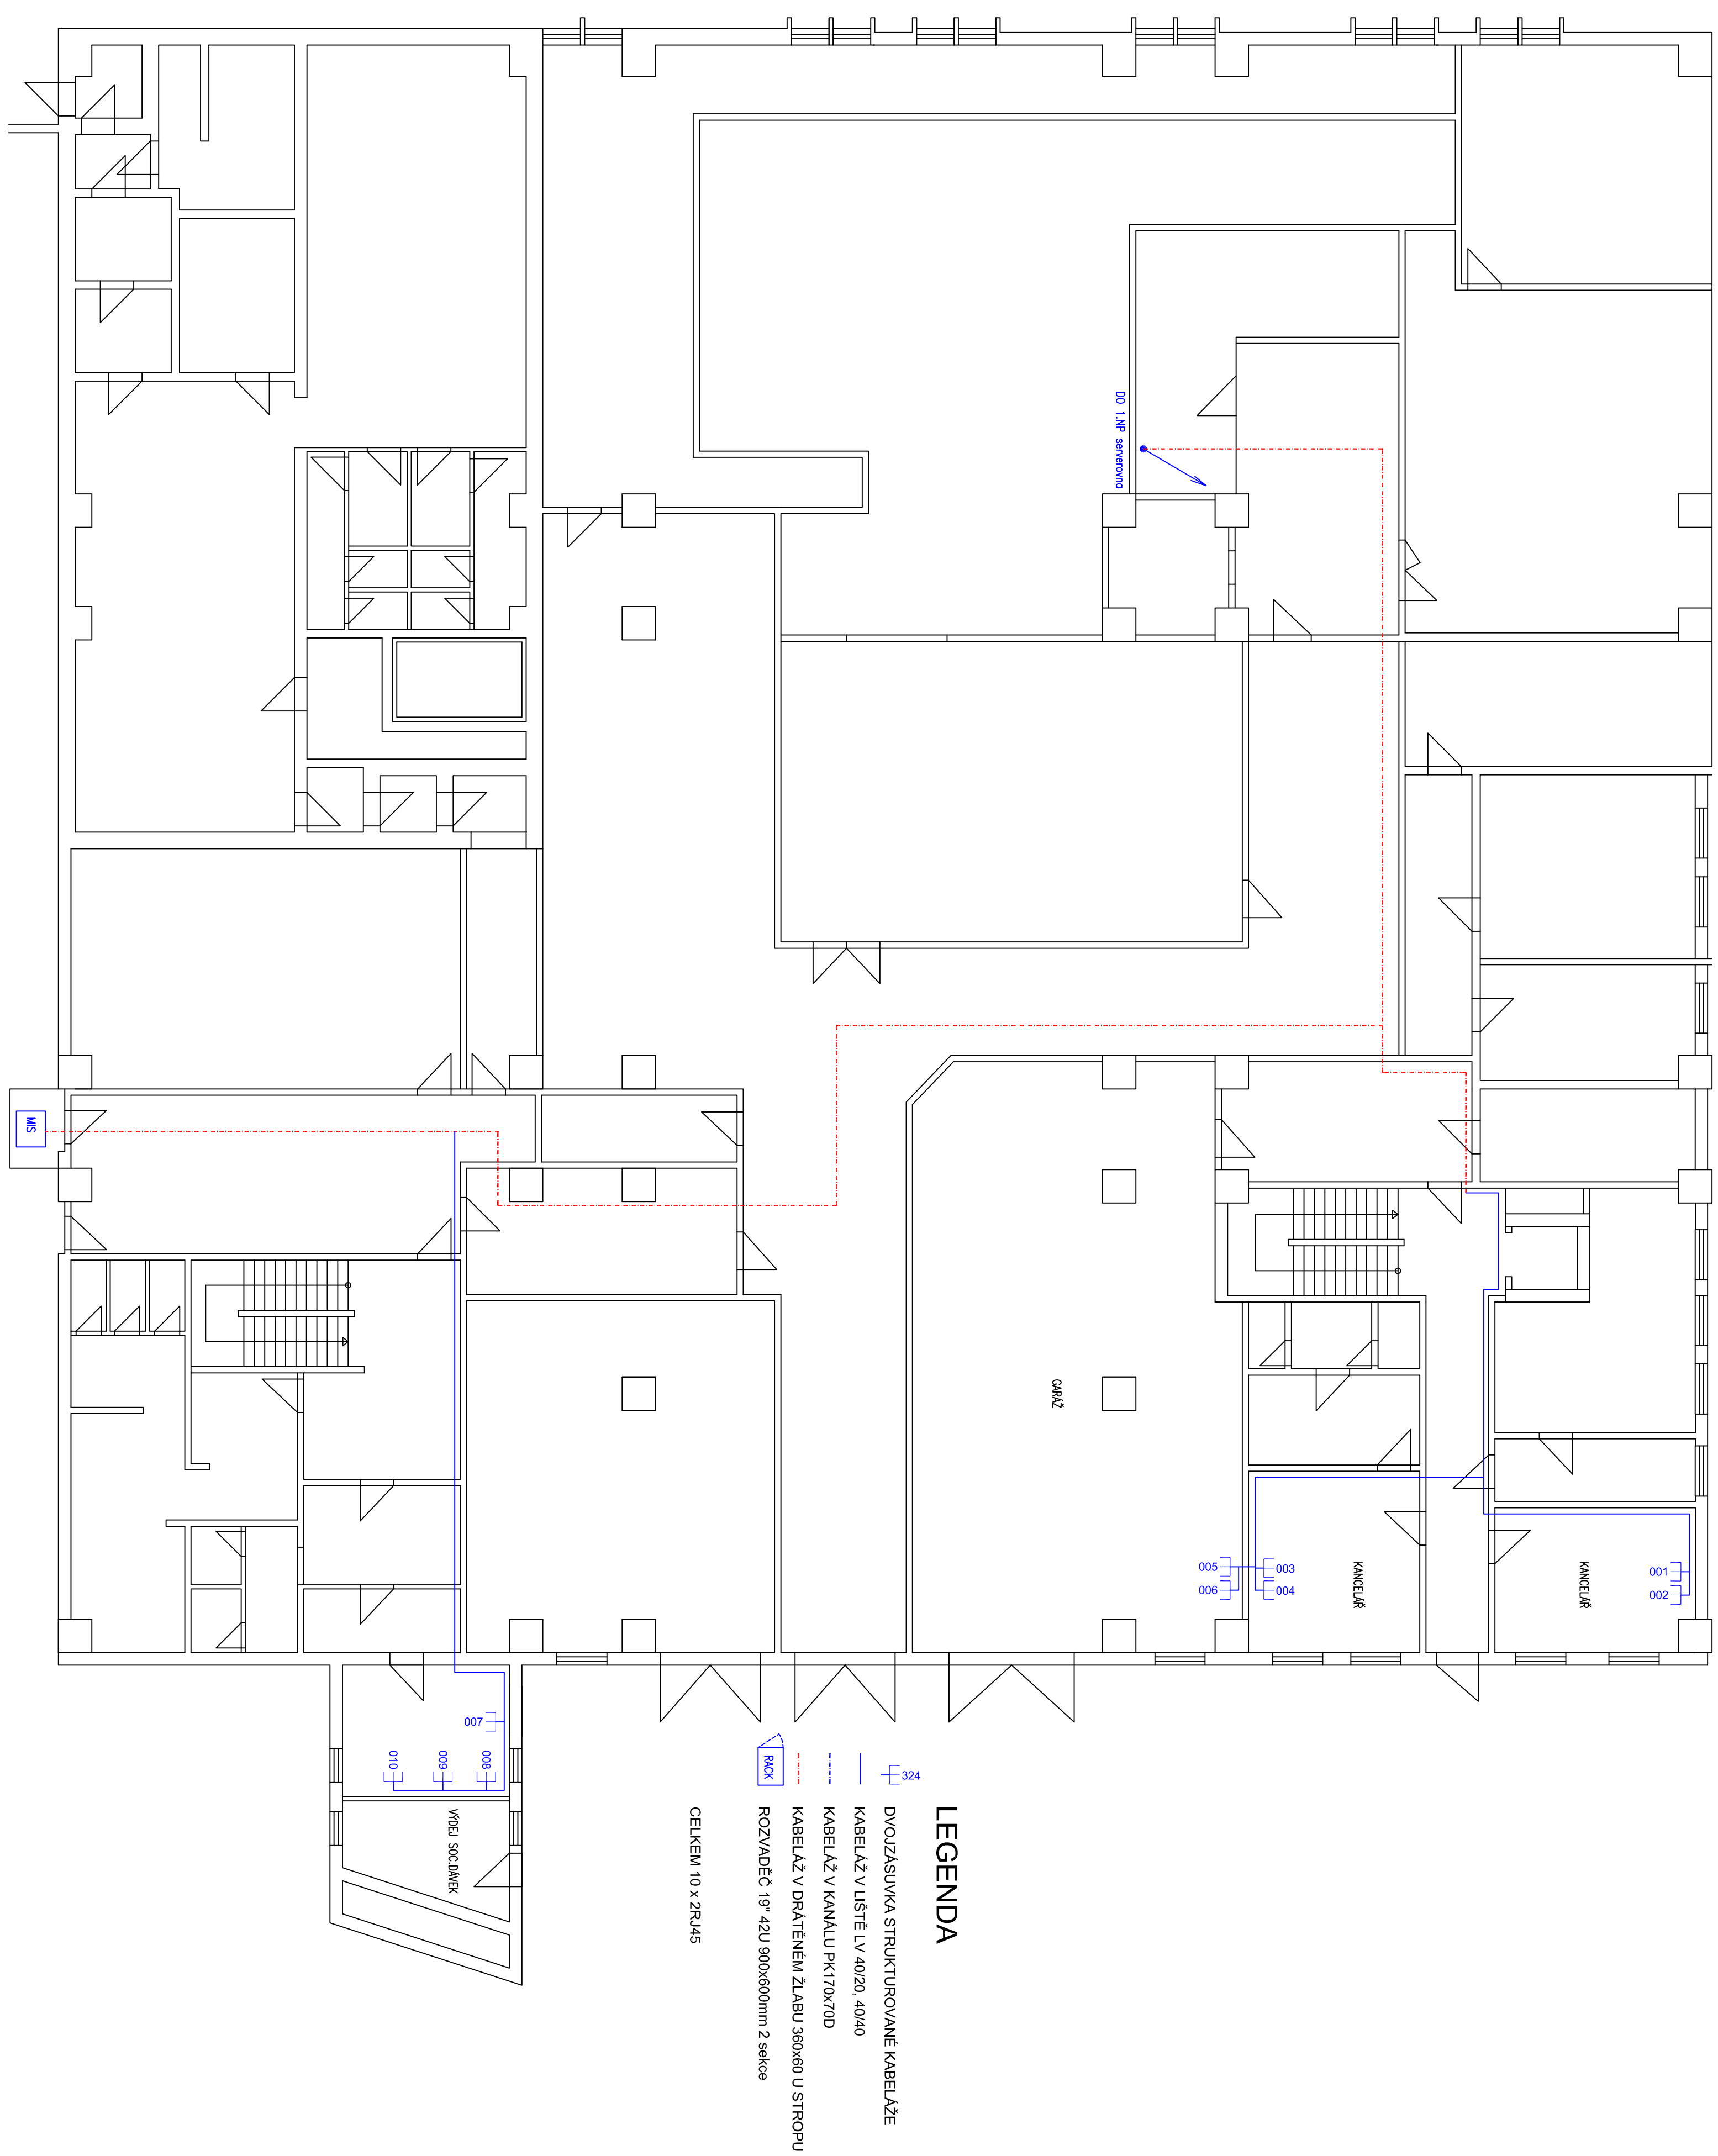 DO 1.NP serverovna
MIS
GARÁŽ
KANCELÁŘ
KANCELÁŘ
001
002
003
004
005
006
007
008
009
010
VÝDEJ SOC.DÁVEK
LEGENDA
324
DVOJZÁSUVKA STRUKTUROVANÉ KABELÁŽE
KABELÁŽ V LIŠTĚ LV 40/20, 40/40
KABELÁŽ V KANÁLU PK170x70D
KABELÁŽ V DRÁTĚNÉM ŽLABU 360x60 U STROPU
RACK
ROZVADĚČ 19" 42U 900x600mm 2 sekce
CELKEM 10 x 2RJ45